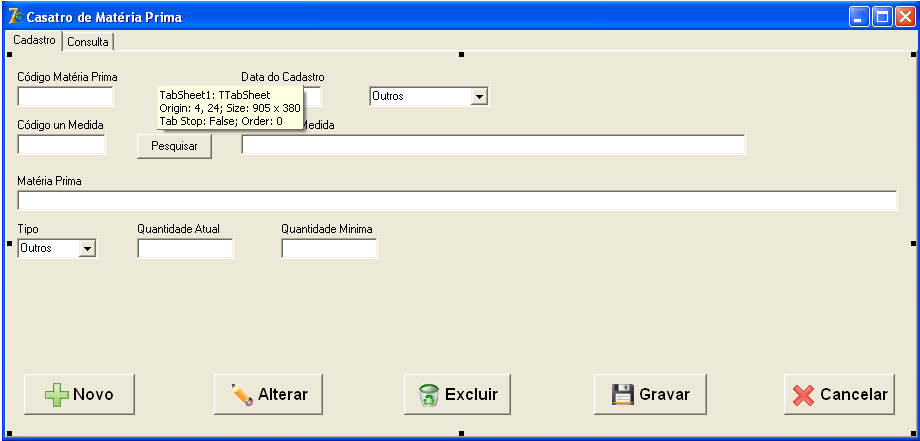 Casatro de Matéria Prima
Cadastro Consulta
Código Matéria Prima Data do Cadastro
TabSheet1: TTabSheet
Origin: 4, 24; Size: 905 x 380
Tab Stop: False; Order: 0
Outros
Código un Medida Medida
Pesquisar
Matéria Prima
Tipo Quantidade Atual Quantidade Minima
Outros
Novo Alterar Excluir Gravar Cancelar